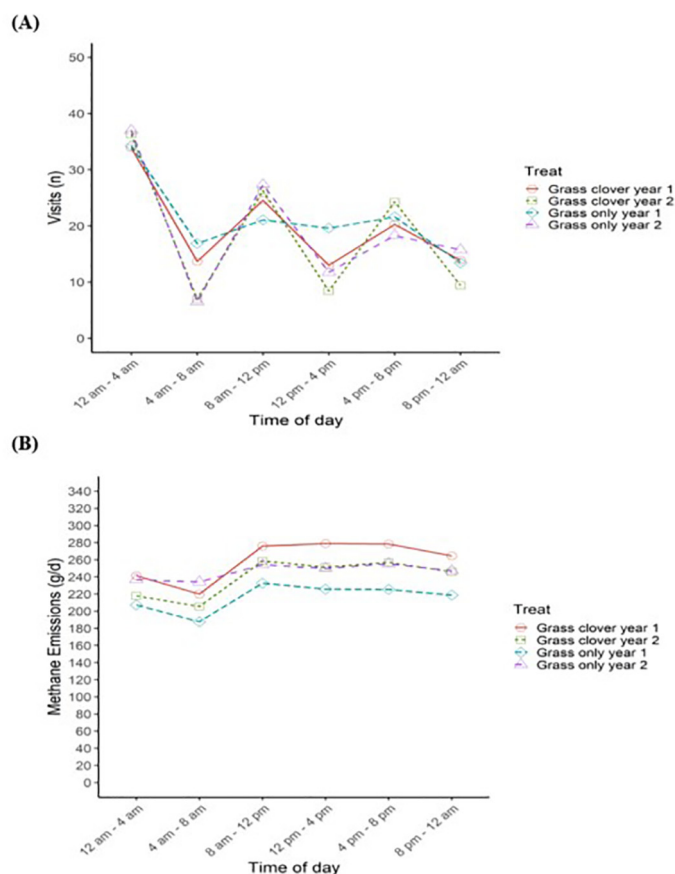 (A)
50
40
30
20
10
0
Visits (n)
12 am - 4 am
4 am - 8 am
8 am - 12 pm
12 pm - 4 pm
4 pm - 8 pm
8 pm - 12 am
Time of day
Treat
Grass clover year 1
Grass clover year 2
Grass only year 1
Grass only year 2
(B)
340
320
300
280
260
240
220
200
180
160
140
120
100
80
60
40
20
0
Methane Emissions (g/d)
12 am - 4 am
4 am - 8 am
8 am - 12 pm
12 pm - 4 pm
4 pm - 8 pm
8 pm - 12 am
Time of day
Treat
Grass clover year 1
Grass clover year 2
Grass only year 1
Grass only year 2